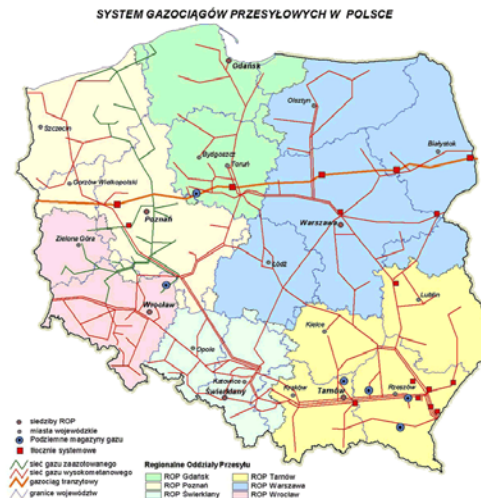 SYSTEM GAZOCIĄGÓW PRZESYŁOWYCH W POLSCE
Gdańsk
Olsztyn
Szczecin
Bydgoszcz
Toruń
Białystok
Gorzów Wielkopolski
Poznań
Warszawa
Zielona Góra
Łódź
Wrocław
Lublin
Kielce
Opole
Katowice
Świerklany
Kraków
Tarnów
Rzeszów
siedziby ROP
miasta wojewódzkie
Podziemne magazyny gazu
tłocznie systemowe
sieć gazu zaazotowanego
sieć gazu wysokometanowego
gazociąg tranzytowy
granice województw
Regionalne Oddziały Przesyłu
ROP Gdańsk
ROP Poznań
ROP Świerklany
ROP Tarnów
ROP Warszawa
ROP Wrocław